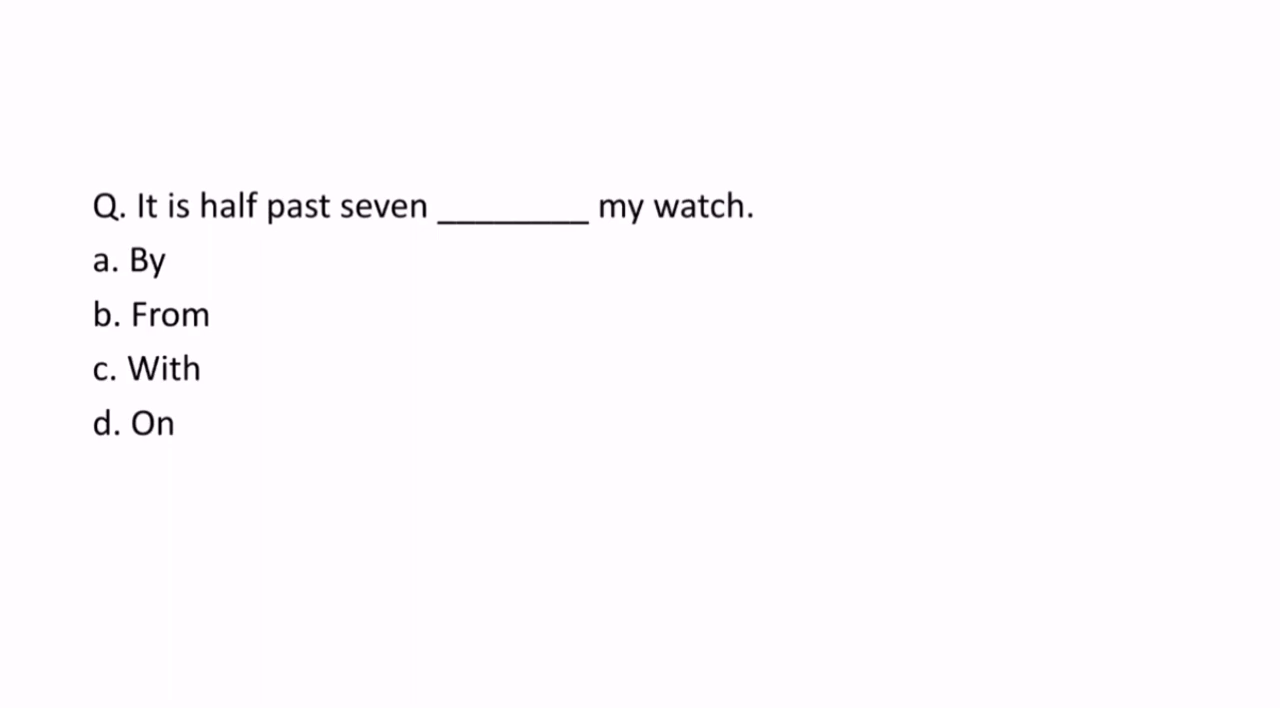 Q. It is half past seven ________ my watch.
a. By
b. From
c. With
d. On